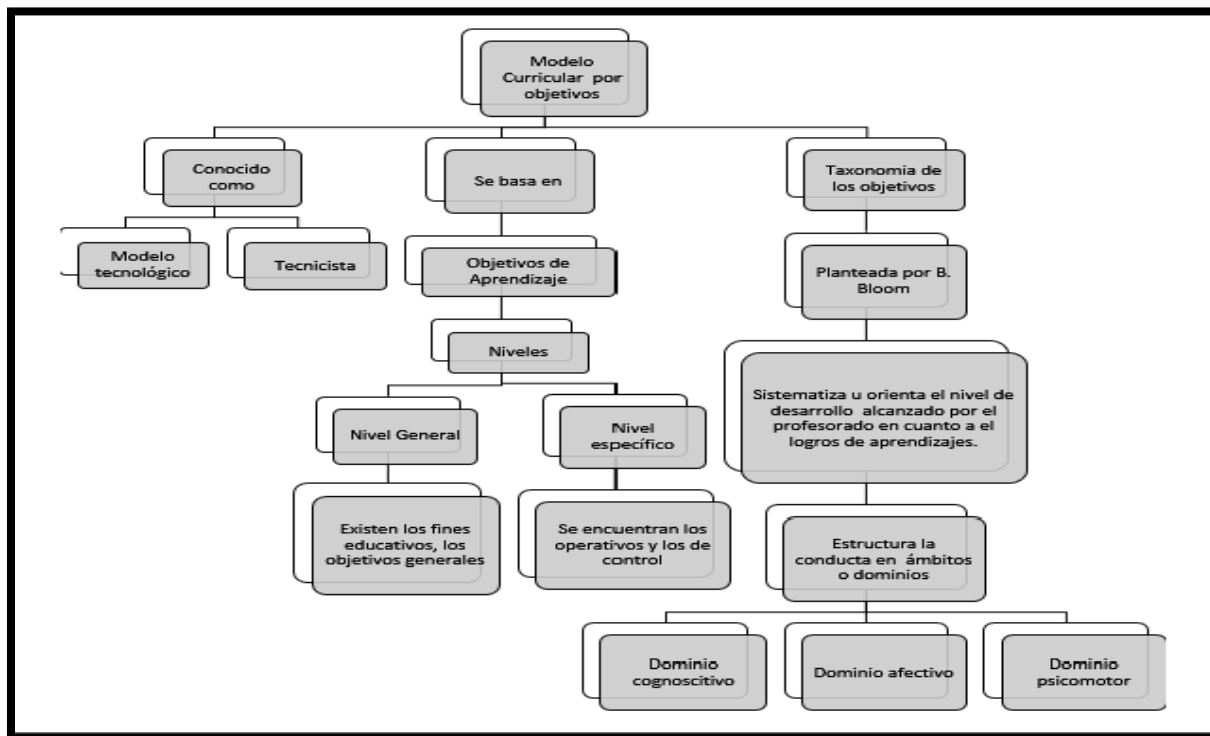 Modelo
Curricular por
objetivos
Conocido
como
Se basa en
Taxonomia de
los objetivos
Modelo
tecnológico
Tecnicista
Objetivos de
Aprendizaje
Planteada por B.
Bloom
Niveles
Sistematiza u orienta el nivel de
desarrollo alcanzado por el
profesorado en cuanto a el
logros de aprendizajes.
Nivel General
Nivel
específico
Existen los fines
educativos, los
objetivos generales
Se encuentran los
operativos y los de
control
Estructura la
conducta en ámbitos
o dominios
Dominio
cognoscitivo
Dominio afectivo
Dominio
psicomotor